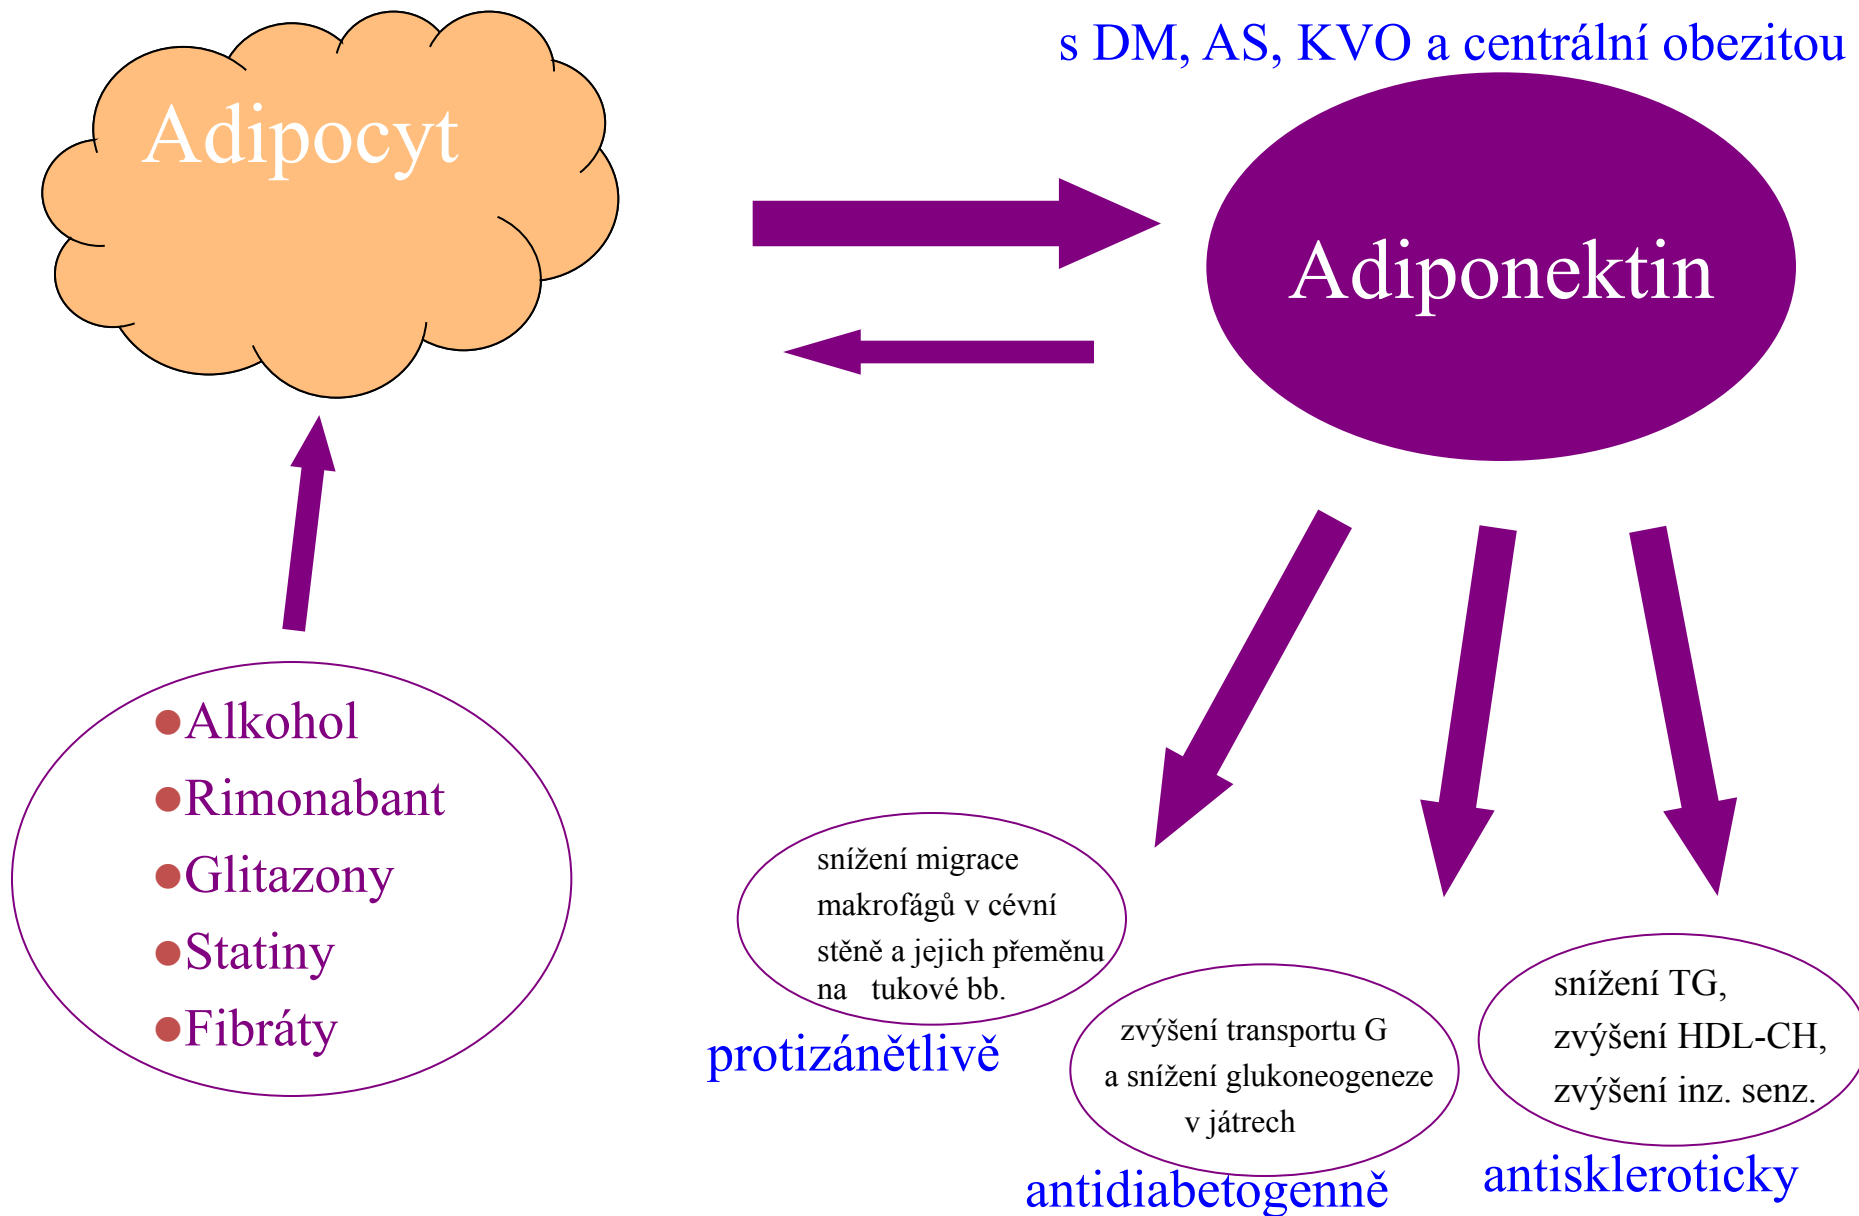 s DM, AS, KVO a centrální obezitou
Adipocyt
Adiponektin
Alkohol
Rimonabant
Glitazony
Statiny
Fibráty
snížení migrace
makrofágů v cévní
stěně a jejich přeměnu
na tukové bb.
protizánětlivě
zvýšení transportu G
a snížení glukoneogeneze
v játrech
antidiabetogenně
snížení TG,
zvýšení HDL-CH,
zvýšení inz. senz.
antiskleroticky